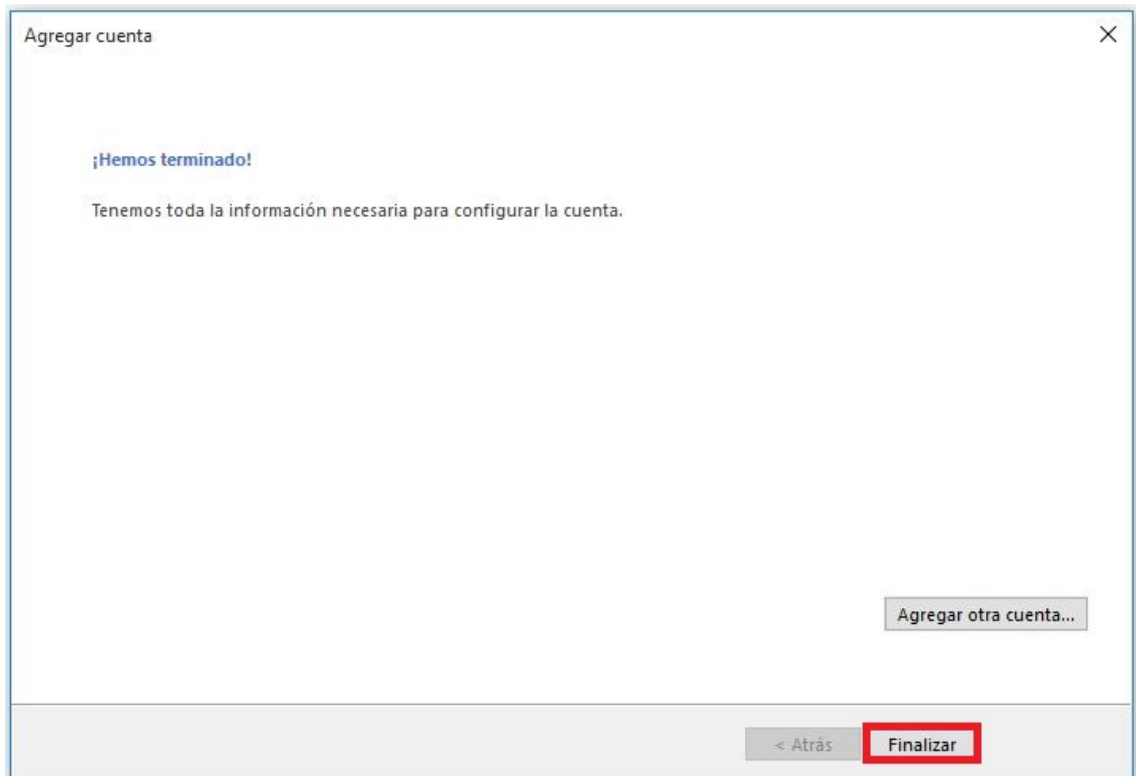 Agregar cuenta
¡Hemos terminado!
Tenemos toda la información necesaria para configurar la cuenta.
Agregar otra cuenta...
< Atrás
Finalizar